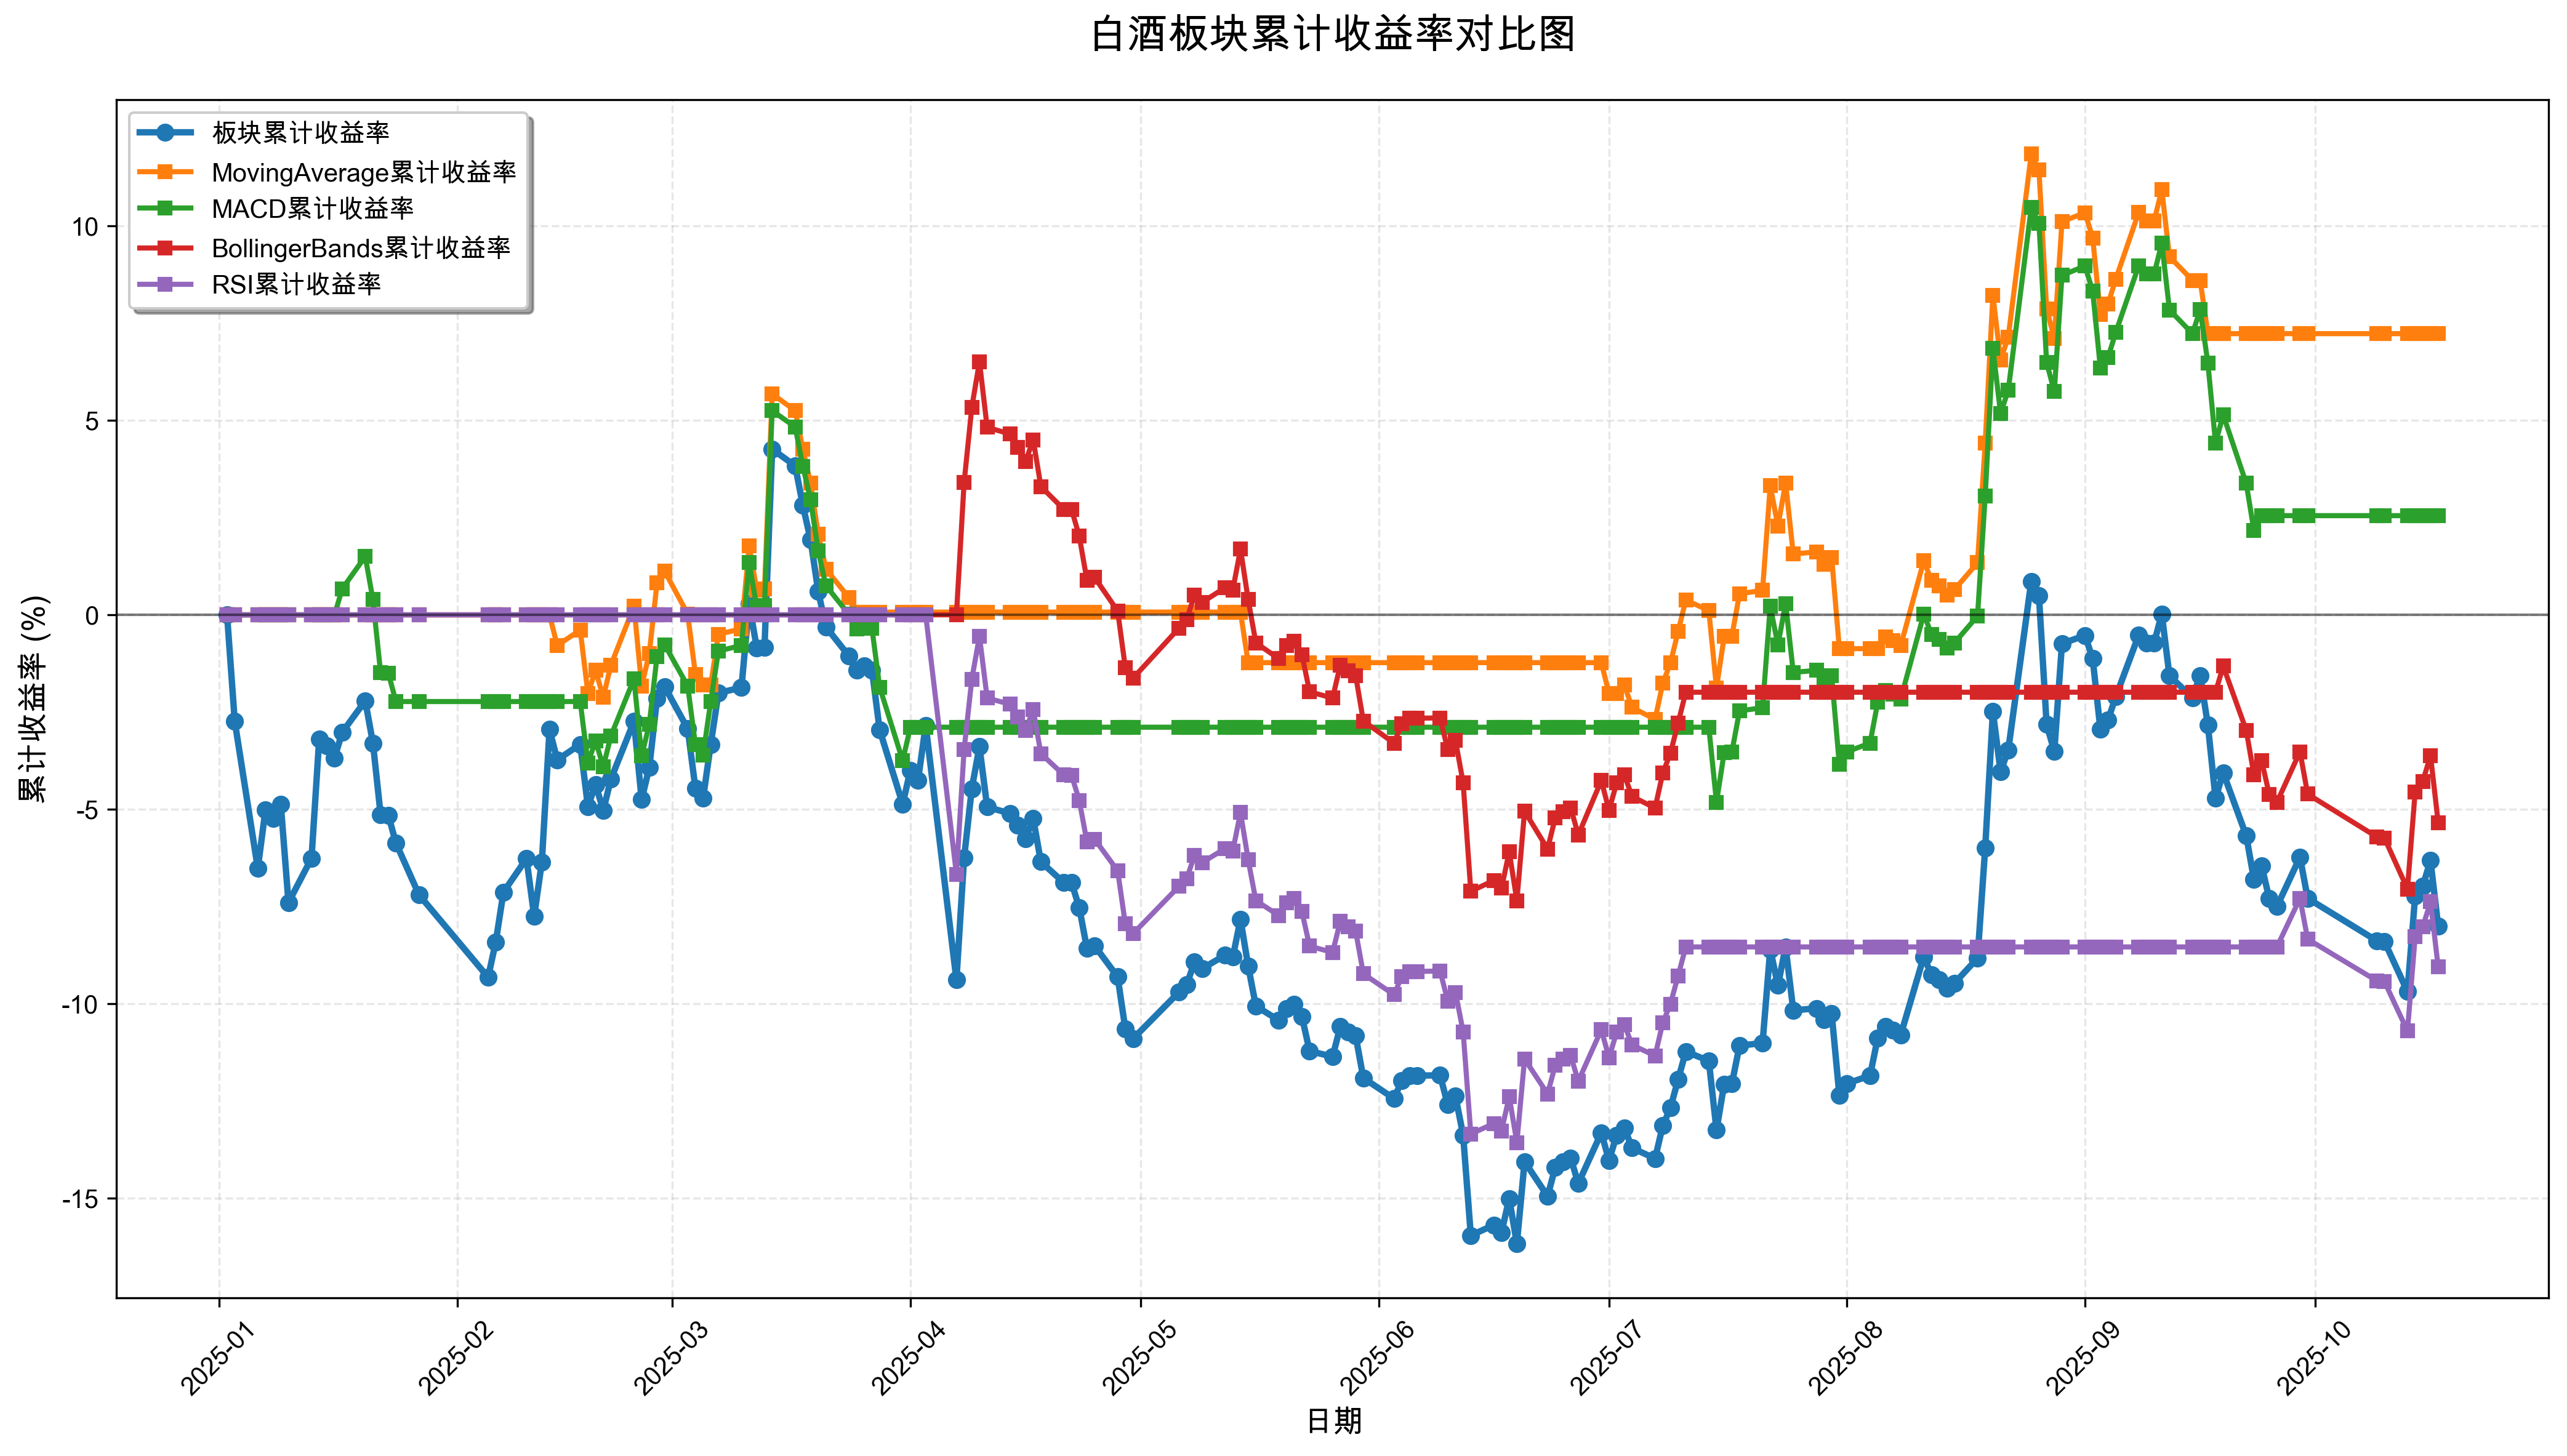 白酒板块累计收益率对比图
板块累计收益率
MovingAverage累计收益率
MACD累计收益率
BollingerBands累计收益率
RSI累计收益率
累计收益率 (%)
10
5
0
-5
-10
-15
2025-01
2025-02
2025-03
2025-04
2025-05
2025-06
2025-07
2025-08
2025-09
2025-10
日期